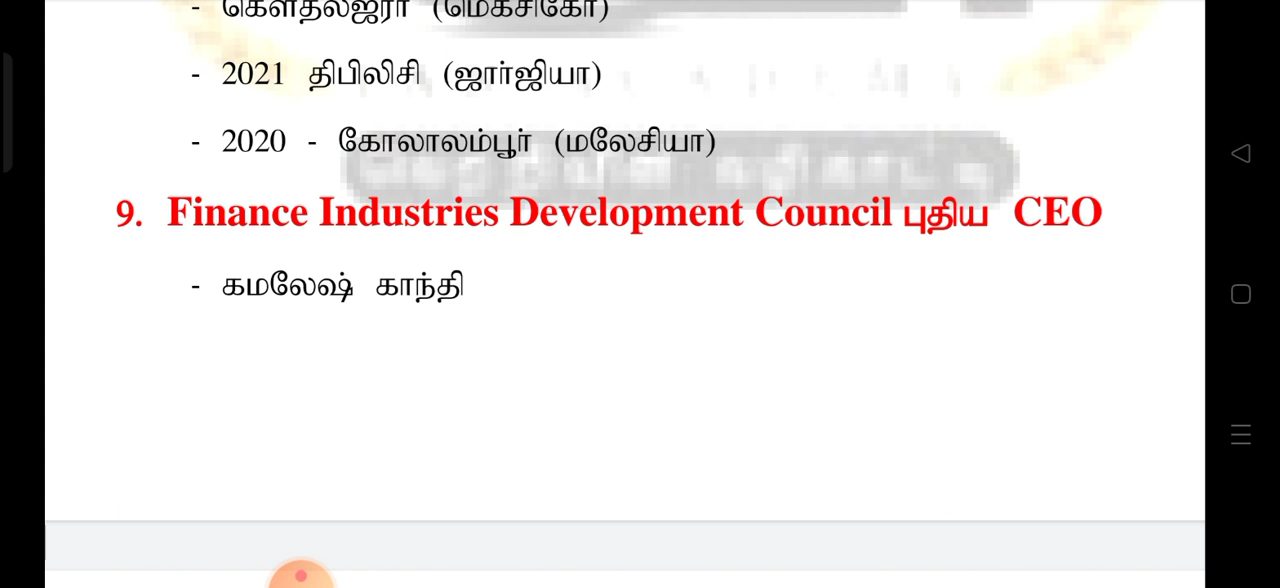 (மெக்சிகோ)
- 2021 திபிலிசி (ஜார்ஜியா)
- 2020 - கோலாலம்பூர் (மலேசியா)
9. Finance Industries Development Council புதிய CEO
- கமலேஷ் காந்தி